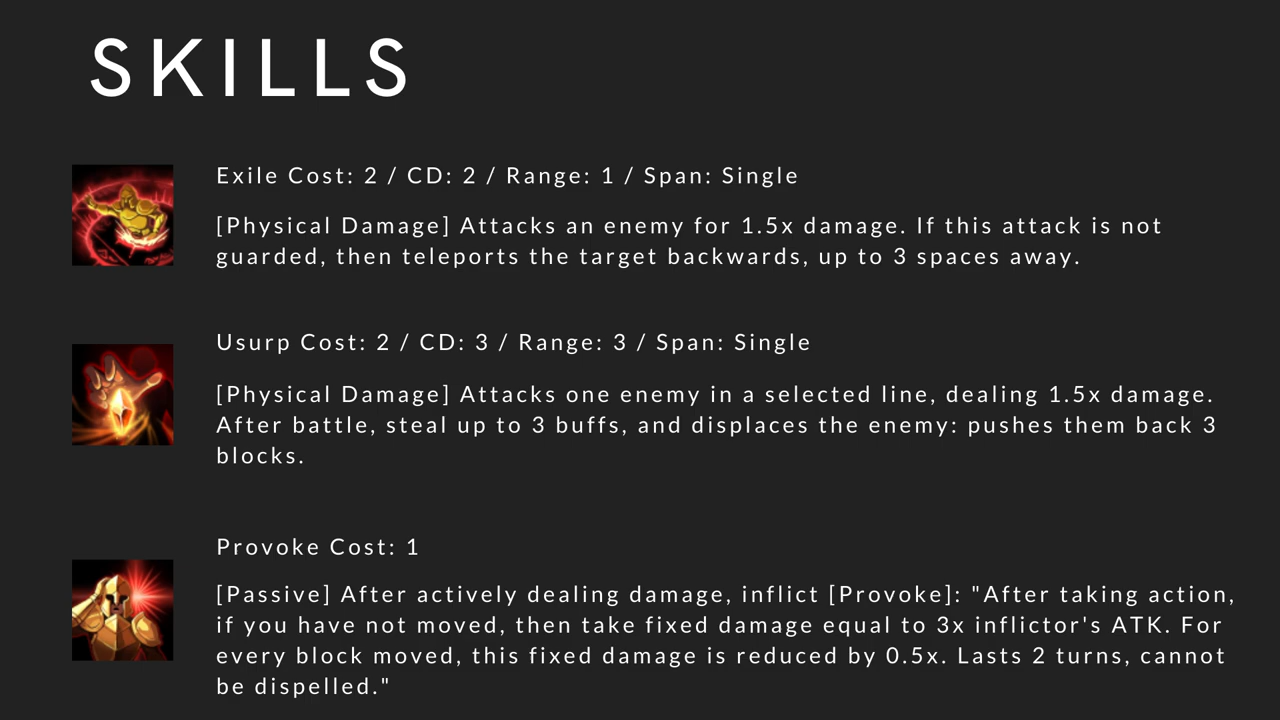 SKILLS
Exile Cost: 2 / CD: 2 / Range: 1 / Span: Single
[Physical Damage] Attacks an enemy for 1.5x damage. If this attack is not
guarded, then teleports the target backwards, up to 3 spaces away.
Usurp Cost: 2 / CD: 3 / Range: 3 / Span: Single
[Physical Damage] Attacks one enemy in a selected line, dealing 1.5x damage.
After battle, steal up to 3 buffs, and displaces the enemy: pushes them back 3
blocks.
Provoke Cost: 1
[Passive] After actively dealing damage, inflict [Provoke]: "After taking action,
if you have not moved, then take fixed damage equal to 3x inflictor's ATK. For
every block moved, this fixed damage is reduced by 0.5x. Lasts 2 turns, cannot
be dispelled."